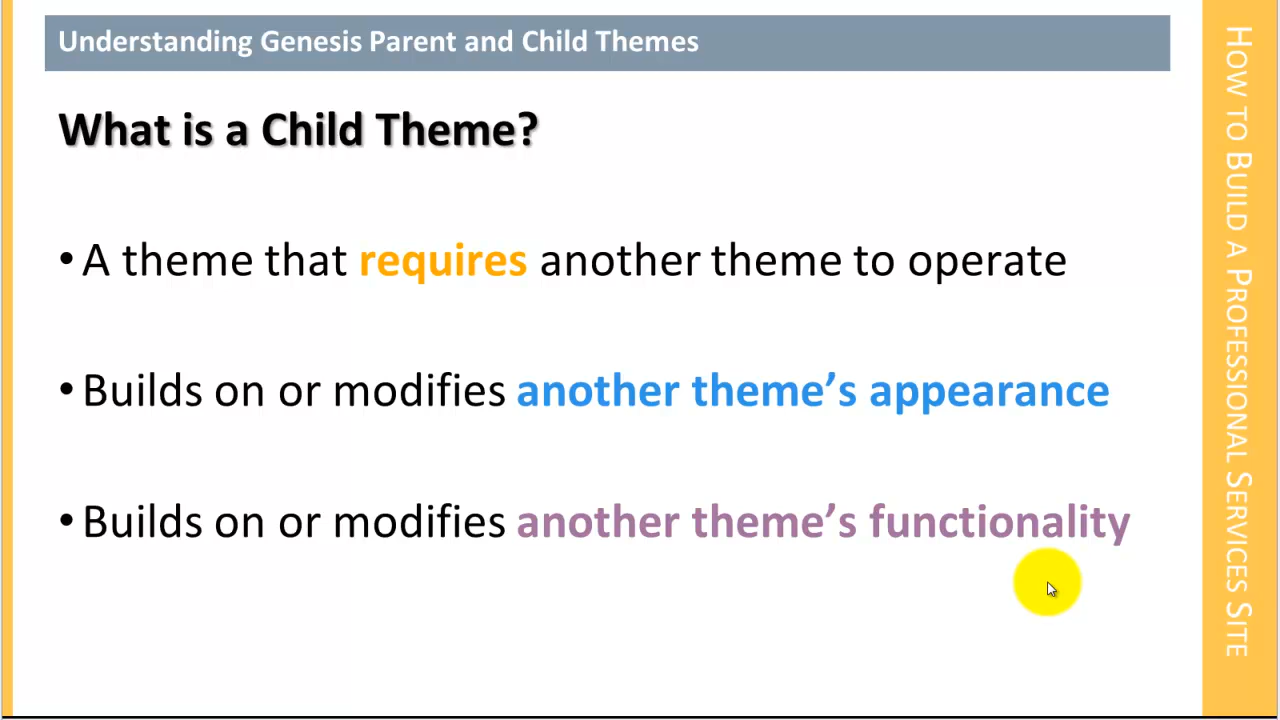 Understanding Genesis Parent and Child Themes
What is a Child Theme?
•A theme that requires another theme to operate
•Builds on or modifies another theme’s appearance
•Builds on or modifies another theme’s functionality
How to Build a Professional Services Site